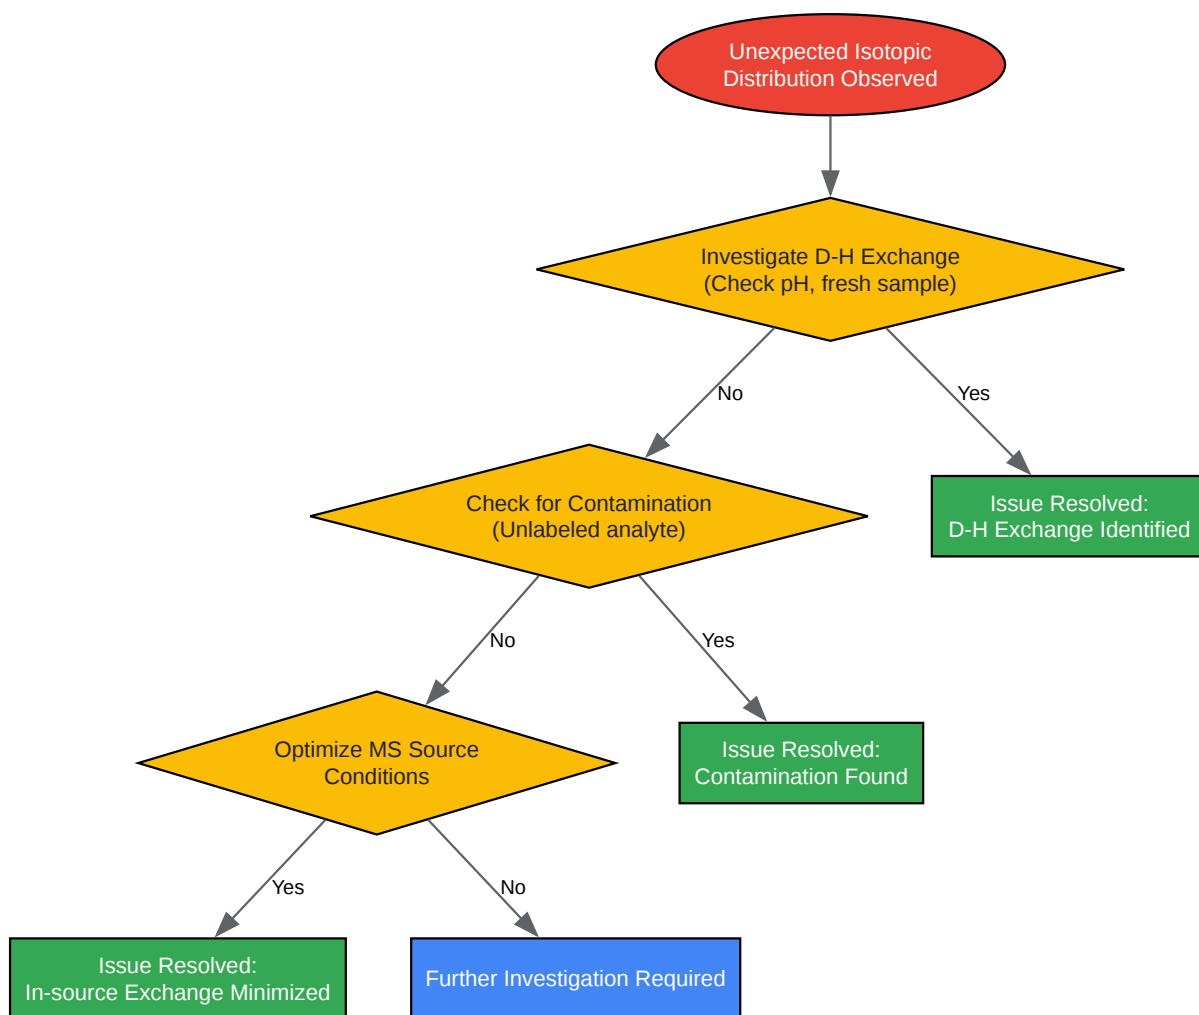 Unexpected Isotopic
Distribution Observed
Investigate D-H Exchange
(Check pH, fresh sample)
No
Yes
Check for Contamination
(Unlabeled analyte)
Issue Resolved:
D-H Exchange Identified
No
Yes
Optimize MS Source
Conditions
Issue Resolved:
Contamination Found
Yes
No
Issue Resolved:
In-source Exchange Minimized
Further Investigation Required